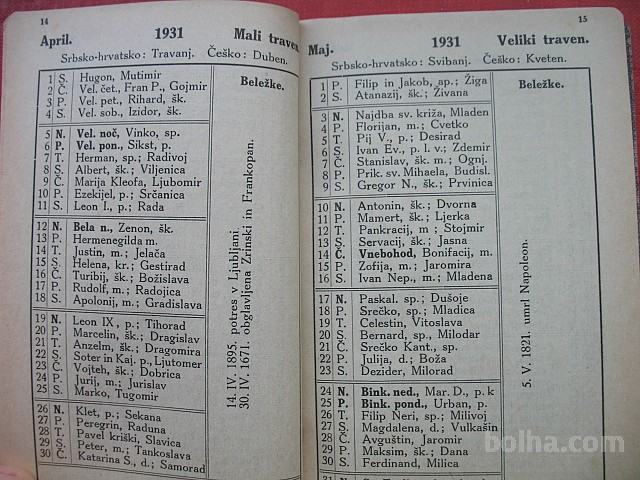 14
April. 1931 Mali traven.
Srbsko-hrvatsko: Travanj. Češko: Duben.
1 S. Hugon, Mutimir
2 Č. Vel. čet., Fran P., Gojmir
3 P. Vel. pet., Rihard, šk.
4 S. Vel. sob., Izidor, šk.
5 N. Vel. noč, Vinko, sp.
6 P. Vel. pon., Sikst, p.
7 T. Herman, sp.; Radivoj
8 S. Albert, šk.; Viljenica
9 Č. Marija Kleofa, Ljubomir
10 P. Ezekijel, p.; Srčanica
11 S. Leon I., p.; Rada
12 N. Bela n., Zenon, šk.
13 P. Hermenegilda m.
14 T. Justin, m.; Jelača
15 S. Helena, kr.; Gestirad
16 Č. Turibij, šk.; Božislava
17 P. Rudolf, m.; Radojica
18 S. Apolonij, m.; Gradislava
19 N. Leon IX, p.; Tihorad
20 P. Marcelin, šk.; Dragislav
21 T. Anzelm, šk.; Dragomira
22 S. Soter in Kaj, p., Ljutomer
23 Č. Vojteh, šk.; Dobrica
24 P. Jurij, m.; Jurislav
25 S. Marko, Tugomir
26 N. Klet, p.; Sekana
27 P. Peregrin, Raduna
28 T. Pavel kriški, Slavica
29 S. Peter, m.; Tankoslava
30 Č. Katarina S., d.; Samorad
Beležke.
14. IV. 1895. potres v Ljubljani.
30. IV. 1671. obglavljena Zrinski in Frankopan.
15
Maj. 1931 Veliki traven.
Srbsko-hrvatsko: Svibanj. Češko: Kveten.
1 P. Filip in Jakob, ap.; Žiga
2 S. Atanazij, šk.; Živana
3 N. Najdba sv. križa, Mladen
4 P. Florijan, m.; Cvetko
5 T. Pij V., p.; Desirad
6 S. Ivan Ev., p. l. v.; Zdemir
7 Č. Stanislav, šk. m.; Ognj.
8 P. Prik. sv. Mihaela, Budisl.
9 S. Gregor N., šk.; Prvinica
10 N. Antonin, šk.; Dvorna
11 P. Mamert, šk.; Ljerka
12 T. Pankracij, m ; Stojmir
13 S. Servacij, šk.; Jasna
14 Č. Vnebohod, Bonifacij, m.
15 P. Zofija, m.; Jaromira
16 S. Ivan Nep., m.; Mladena
17 N. Paskal. sp.; Dušoje
18 P. Srečko, sp.; Mladica
19 T. Celestin, Vitoslava
20 S. Bernard, sp., Milodar
21 Č. Srečko Kant., sp.
22 P. Julija, d.; Boža
23 S. Dezider, Milorad
24 N. Bink. ned., Mar. D., p. k
25 P. Bink. pond., Urban, p.
26 T. Filip Neri, sp.; Milivoj
27 S. Magdalena, d.; Vulkašin
28 Č. Avguštin, Jaromir
29 P. Maksim, šk.; Dana
30 S. Ferdinand, Milica
31 N.
Beležke.
5. V. 1821. umrl Napoleon.
bolha.com